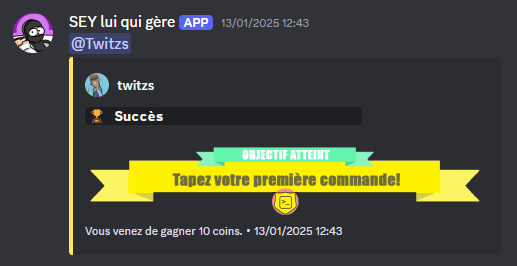 SEY lui qui gère APP 13/01/2025 12:43
@Twitzs
twitzs
🏆 Succès
OBJECTIF ATTEINT
Tapez votre première commande!
Vous venez de gagner 10 coins. • 13/01/2025 12:43